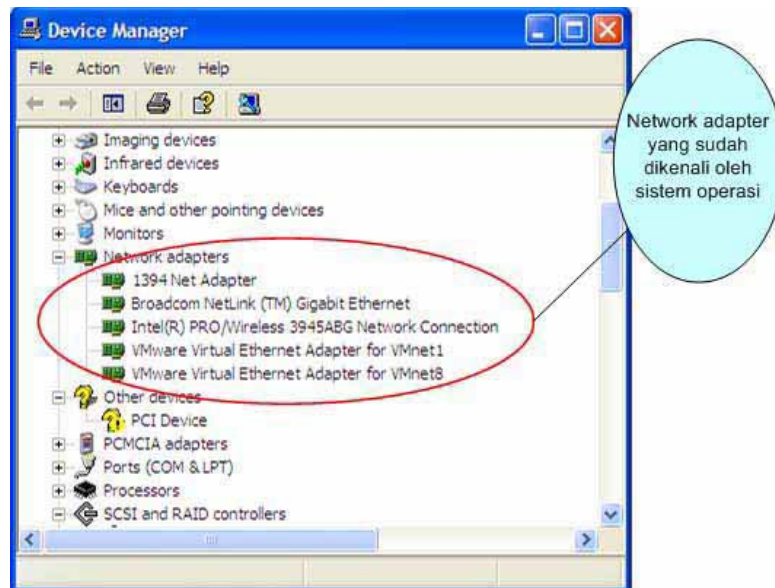 Device Manager
File Action View Help
Imaging devices
Infrared devices
Keyboards
Mice and other pointing devices
Monitors
Network adapters
1394 Net Adapter
Broadcom NetLink (TM) Gigabit Ethernet
Intel(R) PRO/Wireless 3945ABG Network Connection
VMware Virtual Ethernet Adapter for VMnet1
VMware Virtual Ethernet Adapter for VMnet8
Other devices
PCI Device
PCMCIA adapters
Ports (COM & LPT)
Processors
SCSI and RAID controllers
Network adapter
yang sudah
dikenali oleh
sistem operasi